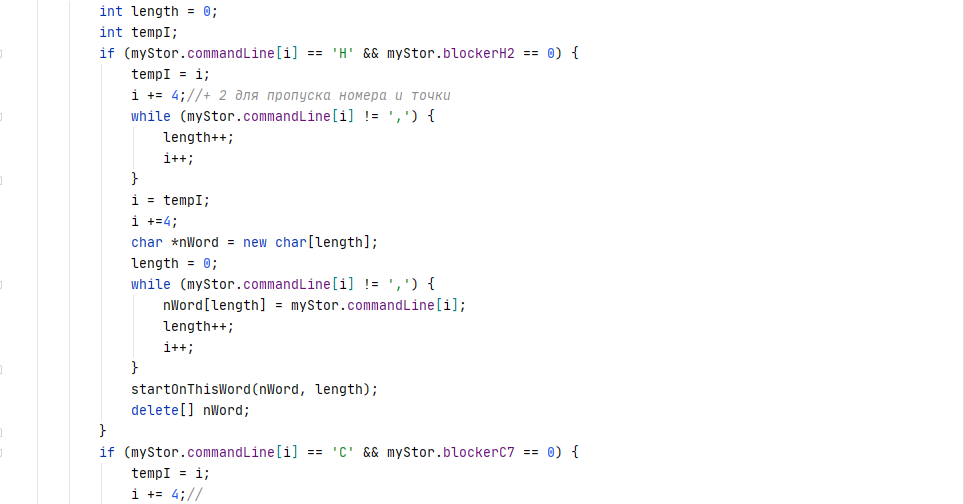 int length = 0;
int tempI;
if (myStor.commandLine[i] == 'H' && myStor.blockerH2 == 0) {
tempI = i;
i += 4;//+ 2 для пропуска номера и точки
while (myStor.commandLine[i] != ',') {
length++;
i++;
}
i = tempI;
i +=4;
char *nWord = new char[length];
length = 0;
while (myStor.commandLine[i] != ',') {
nWord[length] = myStor.commandLine[i];
length++;
i++;
}
startOnThisWord(nWord, length);
delete[] nWord;
}
if (myStor.commandLine[i] == 'C' && myStor.blockerC7 == 0) {
tempI = i;
i += 4;//